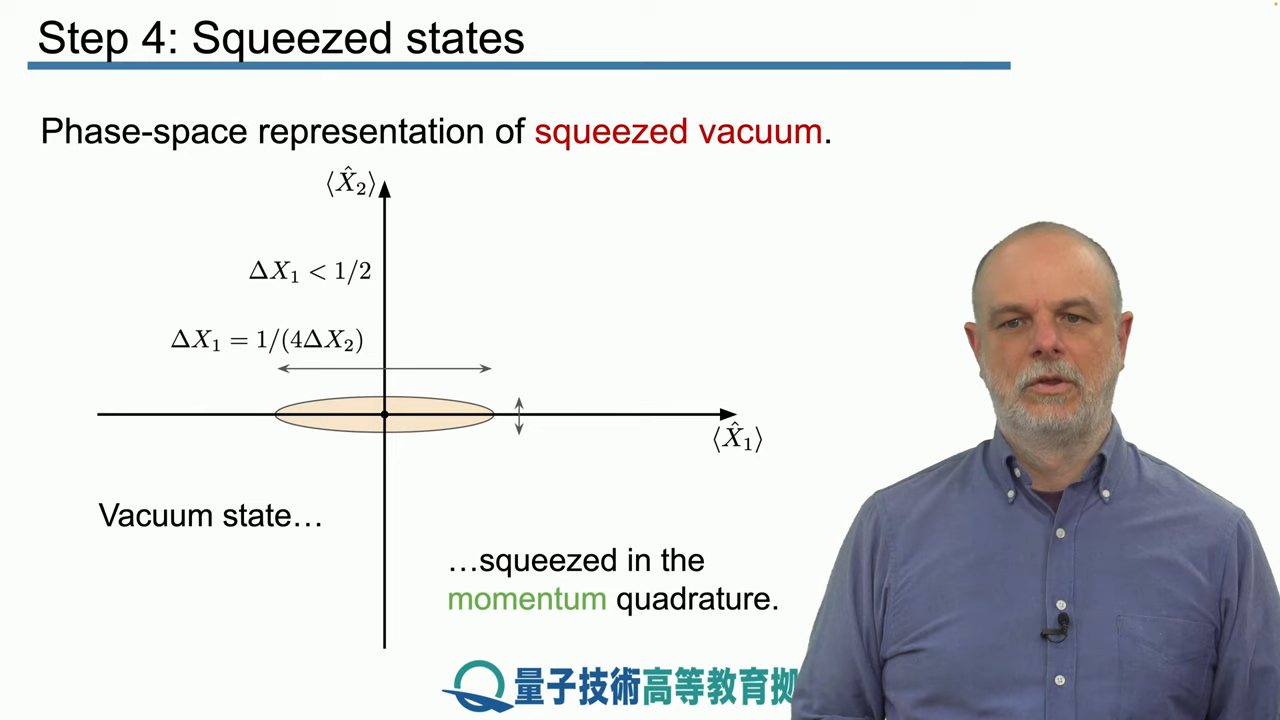 Step 4: Squeezed states
Phase-space representation of squeezed vacuum.
⟨X̂₂⟩
ΔX₁ < 1/2
ΔX₁ = 1/(4ΔX₂)
⟨X̂₁⟩
Vacuum state…
…squeezed in the
momentum quadrature.
量子技術高等教育拠